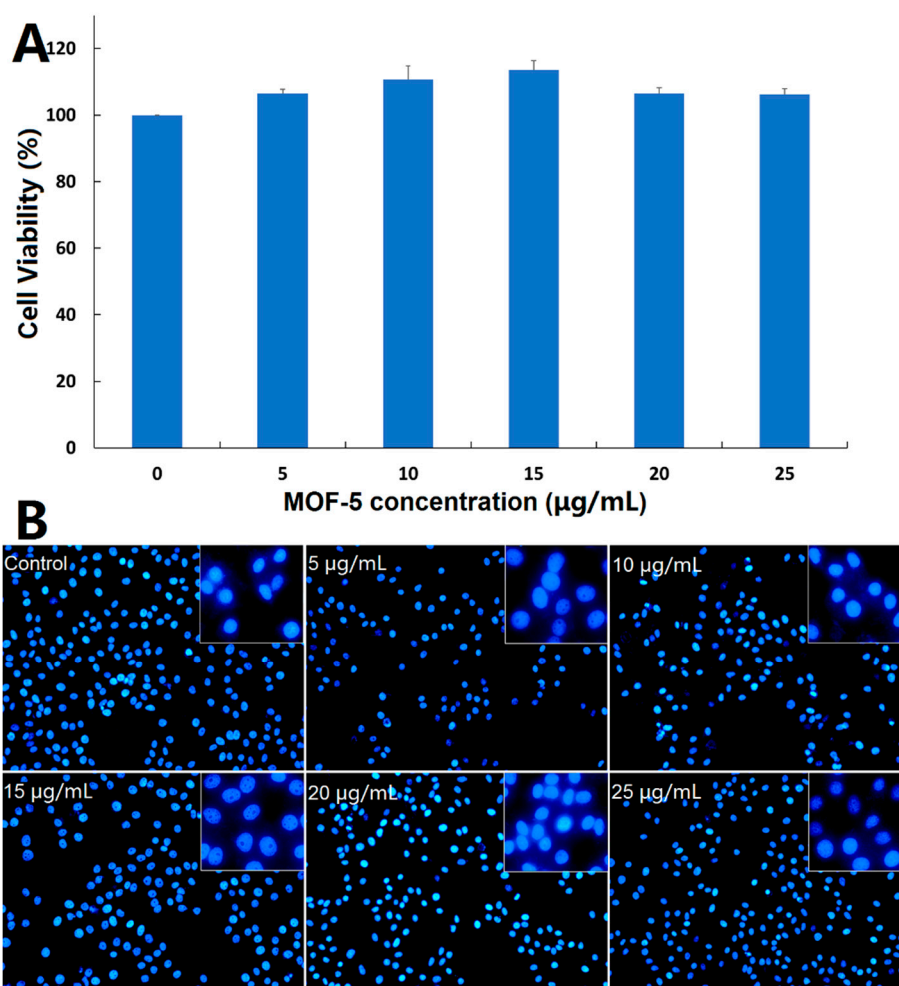 A
120
100
80
60
40
20
0
Cell Viability (%)
0 5 10 15 20 25
MOF-5 concentration (μg/mL)
B
Control 5 μg/mL 10 μg/mL
15 μg/mL 20 μg/mL 25 μg/mL